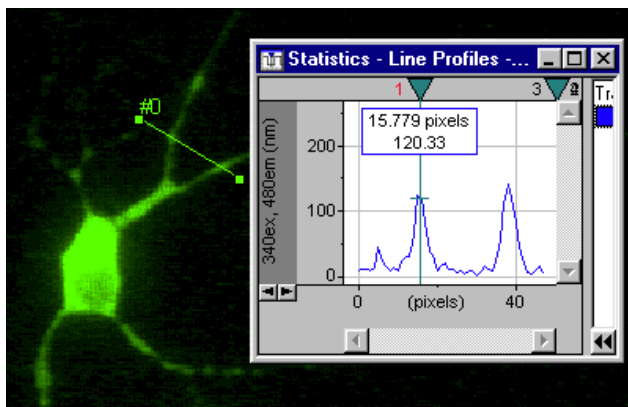 #0
Statistics - Line Profiles -...
1
3
15.779 pixels
120.33
340ex, 480em (nm)
200
100
0
0 (pixels) 40